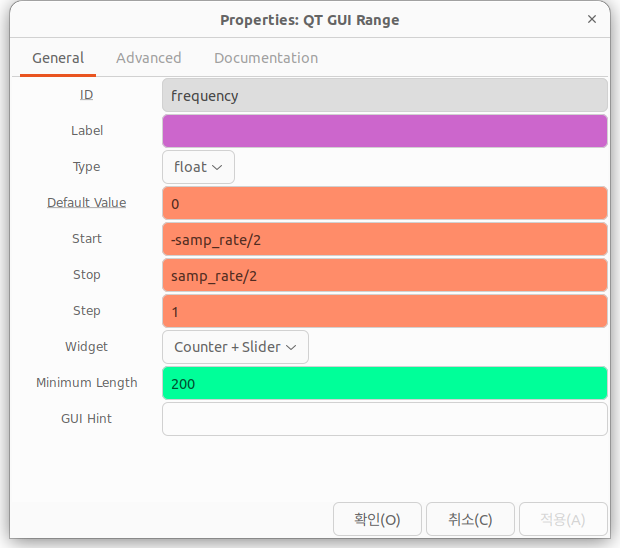 Properties: QT GUI Range
×
General Advanced Documentation
ID frequency
Label
Type float
Default Value 0
Start -samp_rate/2
Stop samp_rate/2
Step 1
Widget Counter + Slider
Minimum Length 200
GUI Hint
확인(O) 취소(C) 적용(A)